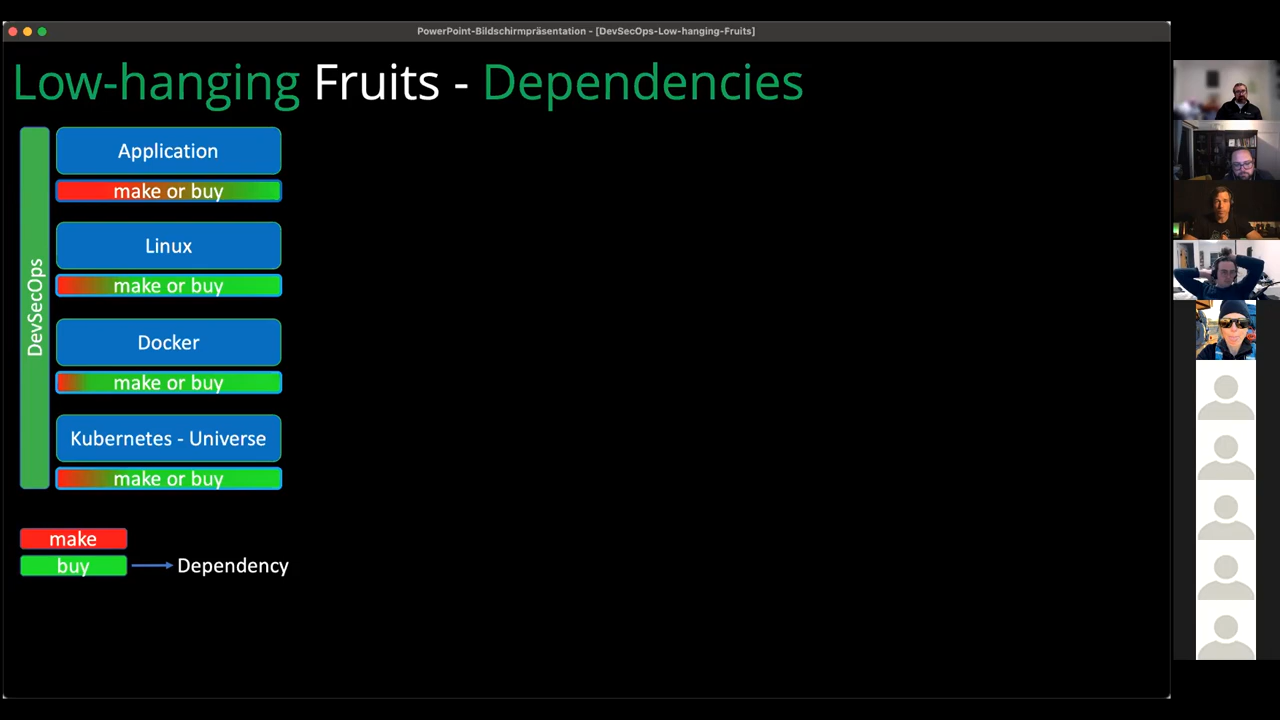 PowerPoint-Bildschirmpräsentation - [DevSecOps-Low-hanging-Fruits]
Low-hanging Fruits - Dependencies
DevSecOps
Application
make or buy
Linux
make or buy
Docker
make or buy
Kubernetes - Universe
make or buy
make
buy
Dependency